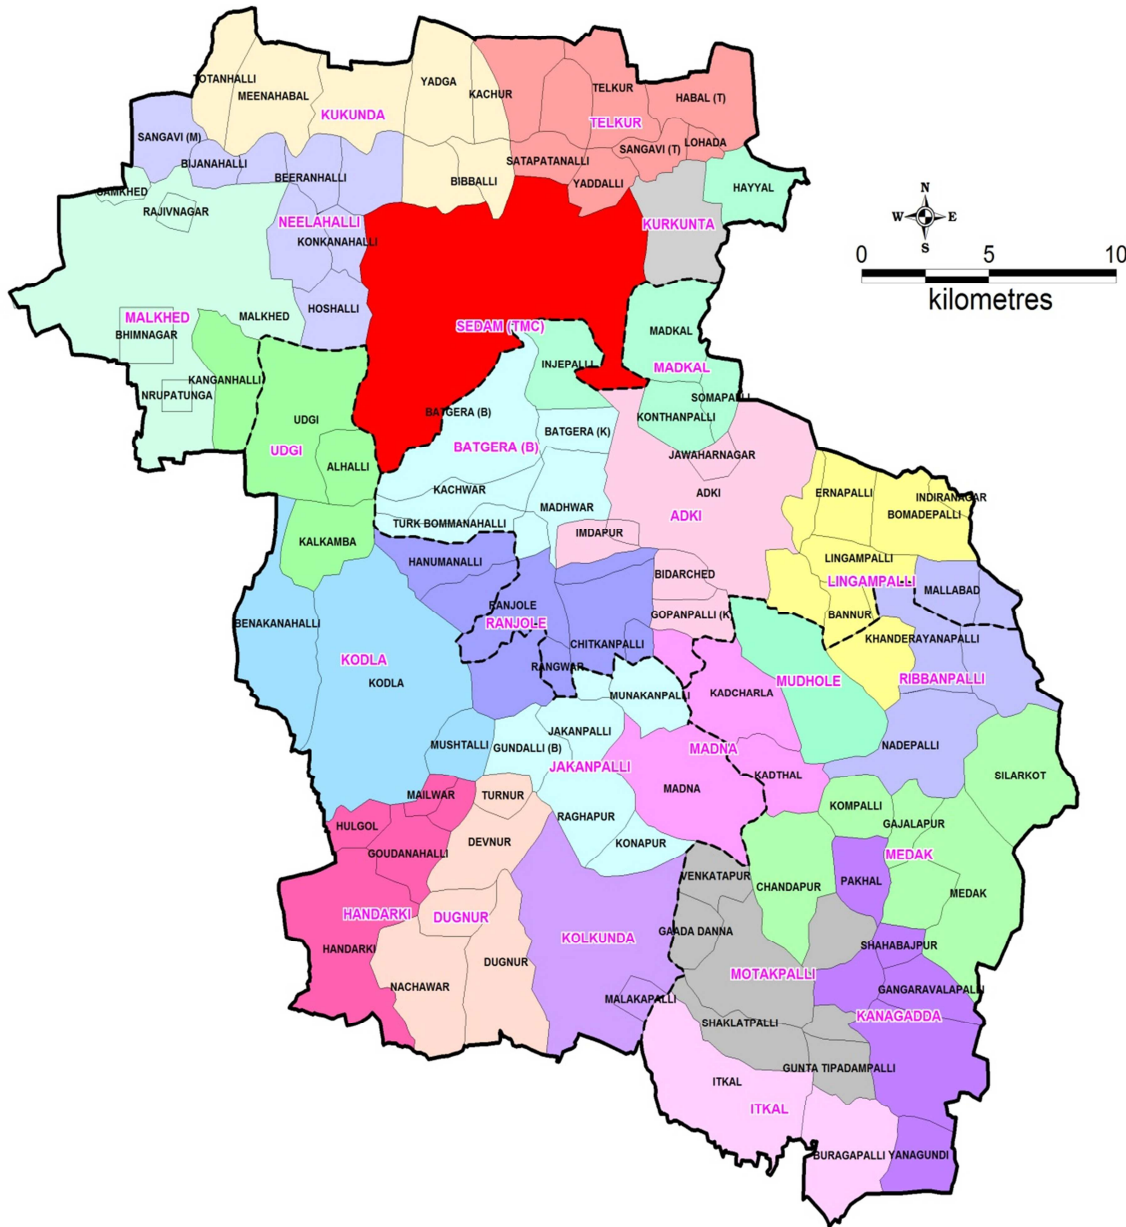 TOTANHALLI
MEENAHABAL
YADGA
KACHUR
TELKUR
HABAL (T)
KUKUNDA
TELKUR
SANGAVI (M)
BIJANAHALLI
BEERANHALLI
BIBBALLI
SATAPATANALLI
SANGAVI (T)
LOHADA
YADDALLI
HAYYAL
SAMKHED
RAJIVNAGAR
NEELAHALLI
KONKANAHALLI
KURKUNTA
N
W
E
S
0
5
10
kilometres
HOSHALLI
MALKHED
MALKHED
BHIMNAGAR
SEDAM (TMC)
MADKAL
INJEPALLI
MADKAL
KANGANHALLI
NRUPATUNGA
SOMAPALLI
KONTHANPALLI
UDGI
BATGERA (B)
BATGERA (K)
UDGI
BATGERA (B)
JAWAHARNAGAR
ALHALLI
KACHWAR
ADKI
ERNAPALLI
INDIRANAGAR
BOMADEPALLI
MADHWAR
ADKI
TURK BOMMANAHALLI
IMDAPUR
KALKAMBA
HANUMANALLI
LINGAMPALLI
BIDARCHED
LINGAMPALLI
MALLABAD
RANJOLE
GOPANPALLI (K
BANNUR
BENAKANAHALLI
RANJOLE
CHITKANPALLI
KHANDERAYANAPALLI
KODLA
RANGWAR
KODLA
MUDHOLE
RIBBANPALLI
MUNAKANPALLI
KADCHARLA
JAKANPALLI
MUSHTALLI
GUNDALLI (B)
MADNA
NADEPALLI
JAKANPALLI
KADTHAL
SILARKOT
MADNA
MAILWAR
TURNUR
KOMPALLI
GAJALAPUR
RAGHAPUR
HULGOL
DEVNUR
KONAPUR
GOUDANAHALLI
MEDAK
VENKATAPUR
CHANDAPUR
PAKHAL
MEDAK
HANDARKI
DUGNUR
GAADA DANNA
HANDARKI
KOLKUNDA
SHAHABAJPUR
DUGNUR
MOTAKPALLI
NACHAWAR
GANGARAVALAPALLI
MALAKAPALLI
KANAGADDA
SHAKLATPALLI
GUNTA TIPADAMPALLI
ITKAL
ITKAL
BURAGAPALLI
YANAGUNDI